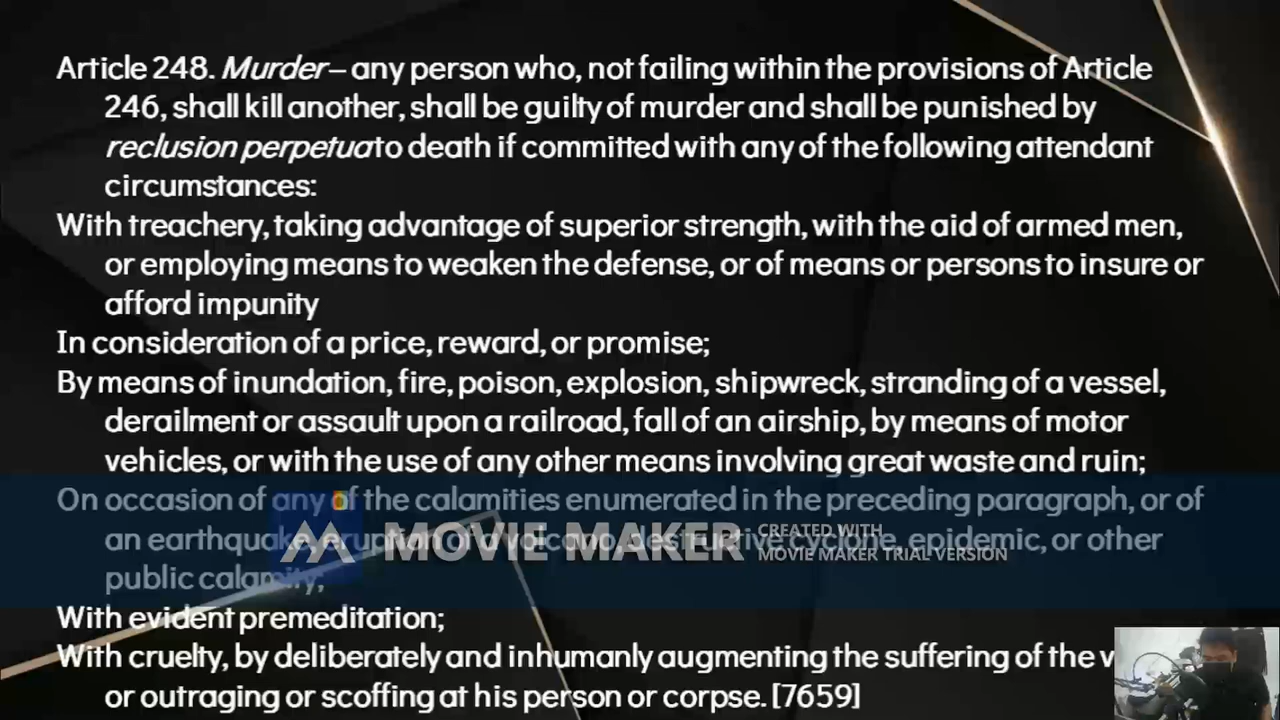 Article 248. Murder – any person who, not failing within the provisions of Article
246, shall kill another, shall be guilty of murder and shall be punished by
reclusion perpetua to death if committed with any of the following attendant
circumstances:
With treachery, taking advantage of superior strength, with the aid of armed men,
or employing means to weaken the defense, or of means or persons to insure or
afford impunity
In consideration of a price, reward, or promise;
By means of inundation, fire, poison, explosion, shipwreck, stranding of a vessel,
derailment or assault upon a railroad, fall of an airship, by means of motor
vehicles, or with the use of any other means involving great waste and ruin;
On occasion of any of the calamities enumerated in the preceding paragraph, or of
an earthquake, eruption of a volcano, destructive cyclone, epidemic, or other
public calamity;
MOVIE MAKER
CREATED WITH
MOVIE MAKER TRIAL VERSION
With evident premeditation;
With cruelty, by deliberately and inhumanly augmenting the suffering of the
or outraging or scoffing at his person or corpse. [7659]